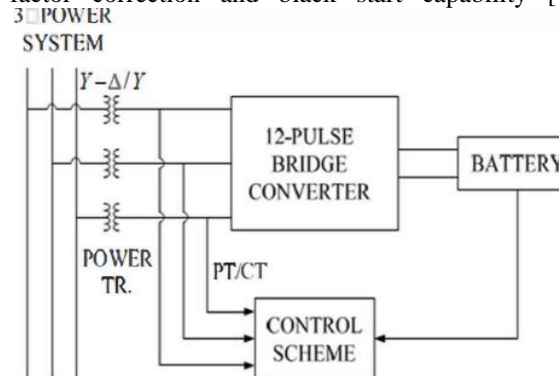 factor correction and black start capability [
3□POWER
SYSTEM
Y−Δ/Y
12-PULSE
BRIDGE
CONVERTER
BATTERY
POWER
TR.
PT/CT
CONTROL
SCHEME